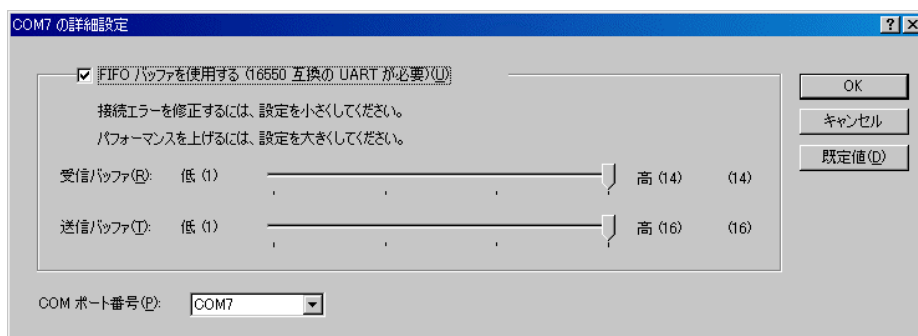 COM7 の詳細設定
FIFO バッファを使用する (16550 互換の UART が必要)(U)
接続エラーを修正するには、設定を小さくしてください。
パフォーマンスを上げるには、設定を大きくしてください。
受信バッファ(R): 低 (1) 高 (14) (14)
送信バッファ(T): 低 (1) 高 (16) (16)
COM ポート番号(P): COM7
OK
キャンセル
既定値(D)